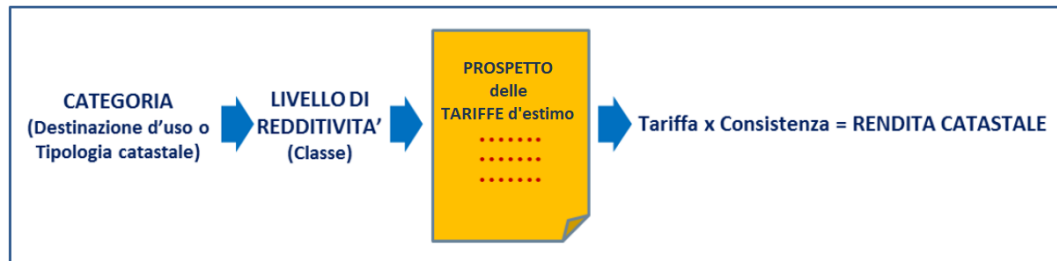 CATEGORIA
(Destinazione d'uso o
Tipologia catastale)
LIVELLO DI
REDDITIVITA'
(Classe)
PROSPETTO
delle
TARIFFE d'estimo
.......
.......
.......
Tariffa x Consistenza = RENDITA CATASTALE